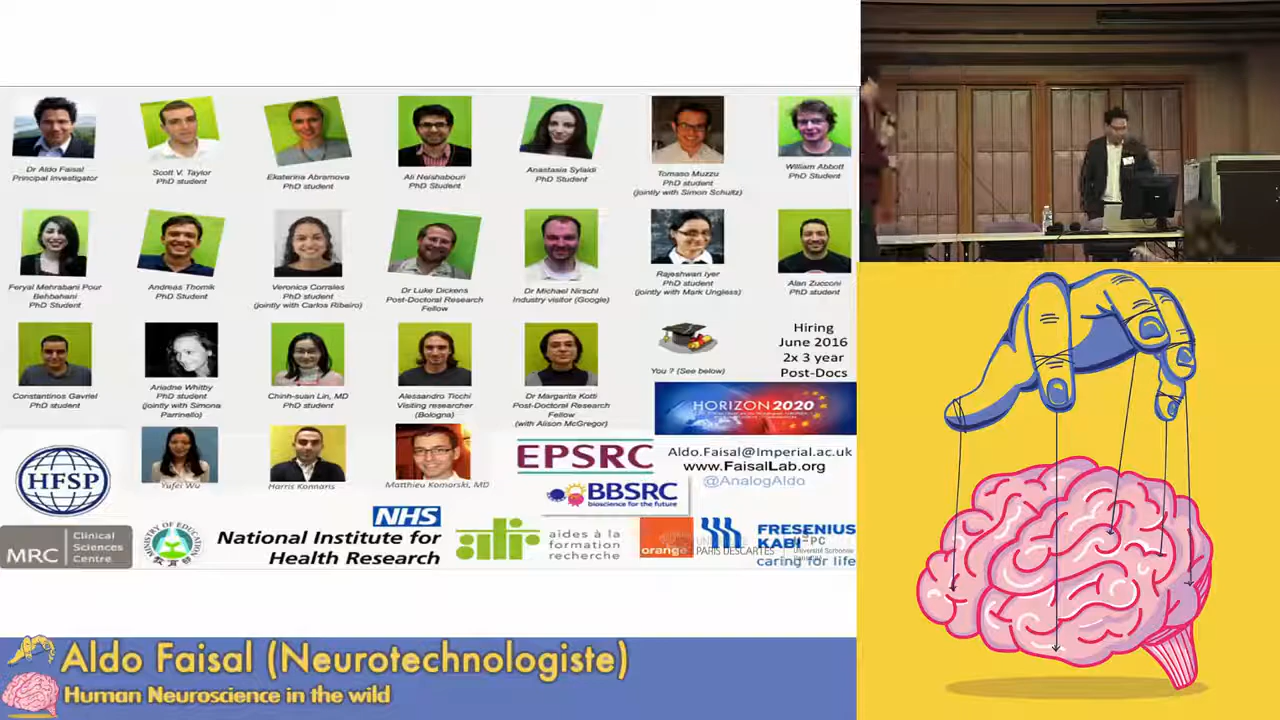 Dr Aldo Faisal
Principal Investigator
Scott V. Taylor
PhD student
Ekaterina Abramova
PhD student
Ali Neishabouri
PhD Student
Anastasia Sylaidi
PhD Student
Tomaso Muzzu
PhD student
(jointly with Simon Schultz)
William Abbott
PhD Student
Feryal Mehrabani Pour
Behbahani
PhD Student
Andreas Thomik
PhD Student
Veronica Corrales
PhD student
(jointly with Carlos Ribeiro)
Dr Luke Dickens
Post-Doctoral Research
Fellow
Dr Michael Nirschl
Industry visitor (Google)
Rajeshwari Iyer
PhD student
(jointly with Mark Ungless)
Alan Zucconi
PhD student
Constantinos Gavriel
PhD student
Ariadne Whitby
PhD student
(jointly with Simona
Parrinello)
Chinh-suan Lin, MD
PhD student
Alessandro Ticchi
Visiting researcher
(Bologna)
Dr Margarita Kotti
Post-Doctoral Research
Fellow
(with Alison McGregor)
You ? (See below)
Hiring
June 2016
2x 3 year
Post-Docs
HORIZON 2020
HFSP
Yufei Wu
Harris Konnaris
Matthieu Komorski, MD
EPSRC
BBSRC
bioscience for the future
Aldo.Faisal@Imperial.ac.uk
www.FaisalLab.org
@AnalogAldo
MRC
Clinical
Sciences
Centre
MINISTRY OF EDUCATION
NHS
National Institute for
Health Research
aides à la
formation
recherche
orange
PARIS DESCARTES
FRESENIUS
KABI
caring for life
Aldo Faisal (Neurotechnologiste)
Human Neuroscience in the wild